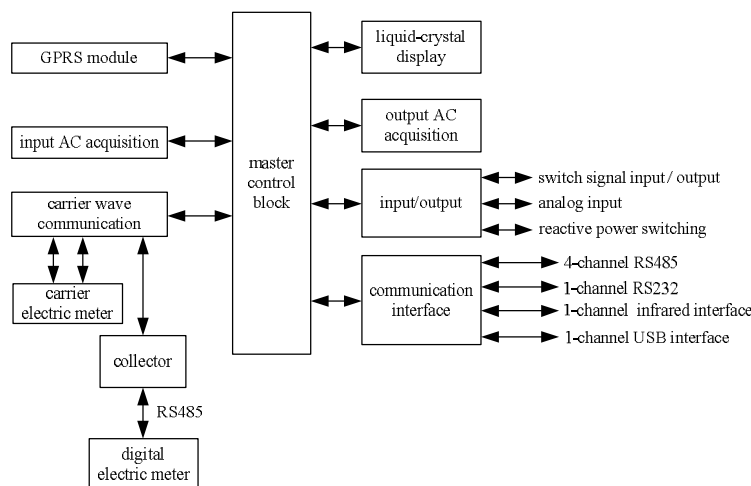 GPRS module
input AC acquisition
carrier wave
communication
carrier
electric meter
collector
RS485
digital
electric meter
master
control
block
liquid-crystal
display
output AC
acquisition
input/output
switch signal input / output
analog input
reactive power switching
communication
interface
4-channel RS485
1-channel RS232
1-channel infrared interface
1-channel USB interface